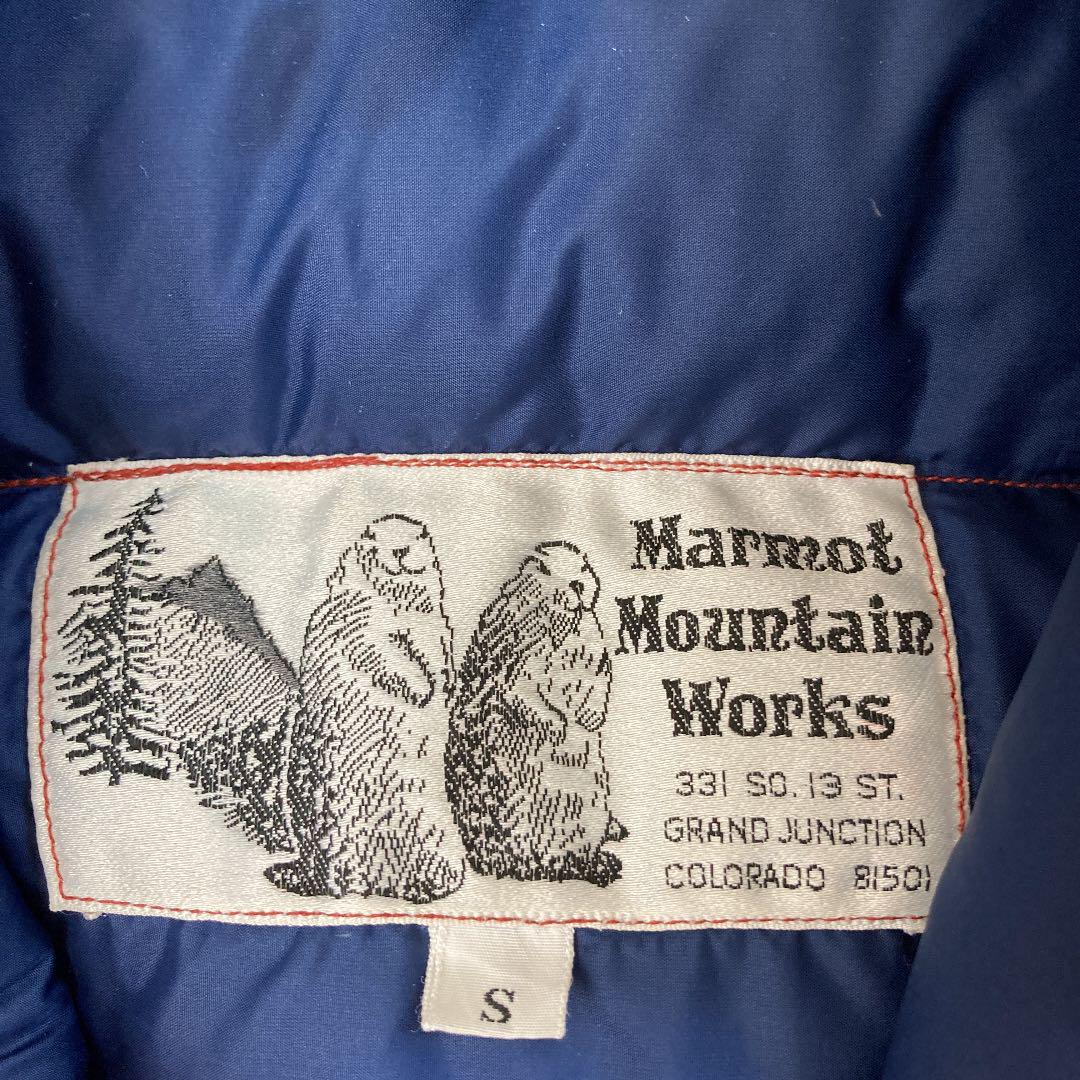 Marmot
Mountain
Works
331 SO. 13 ST.
GRAND JUNCTION
COLORADO 81501
S